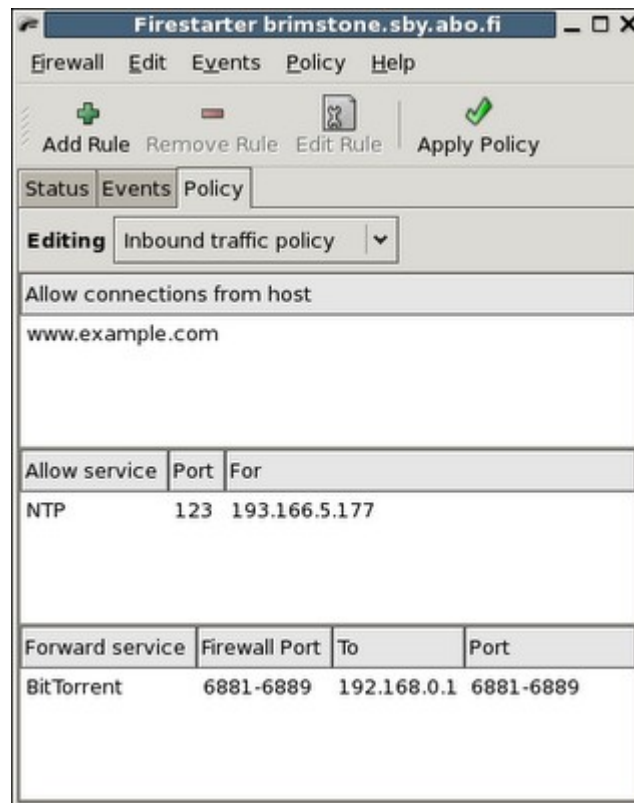 Firestarter brimstone.sby.abo.fi
Firewall Edit Events Policy Help
Add Rule Remove Rule Edit Rule Apply Policy
Status Events Policy
Editing Inbound traffic policy
Allow connections from host
www.example.com
Allow service Port For
NTP 123 193.166.5.177
Forward service Firewall Port To Port
BitTorrent 6881-6889 192.168.0.1 6881-6889